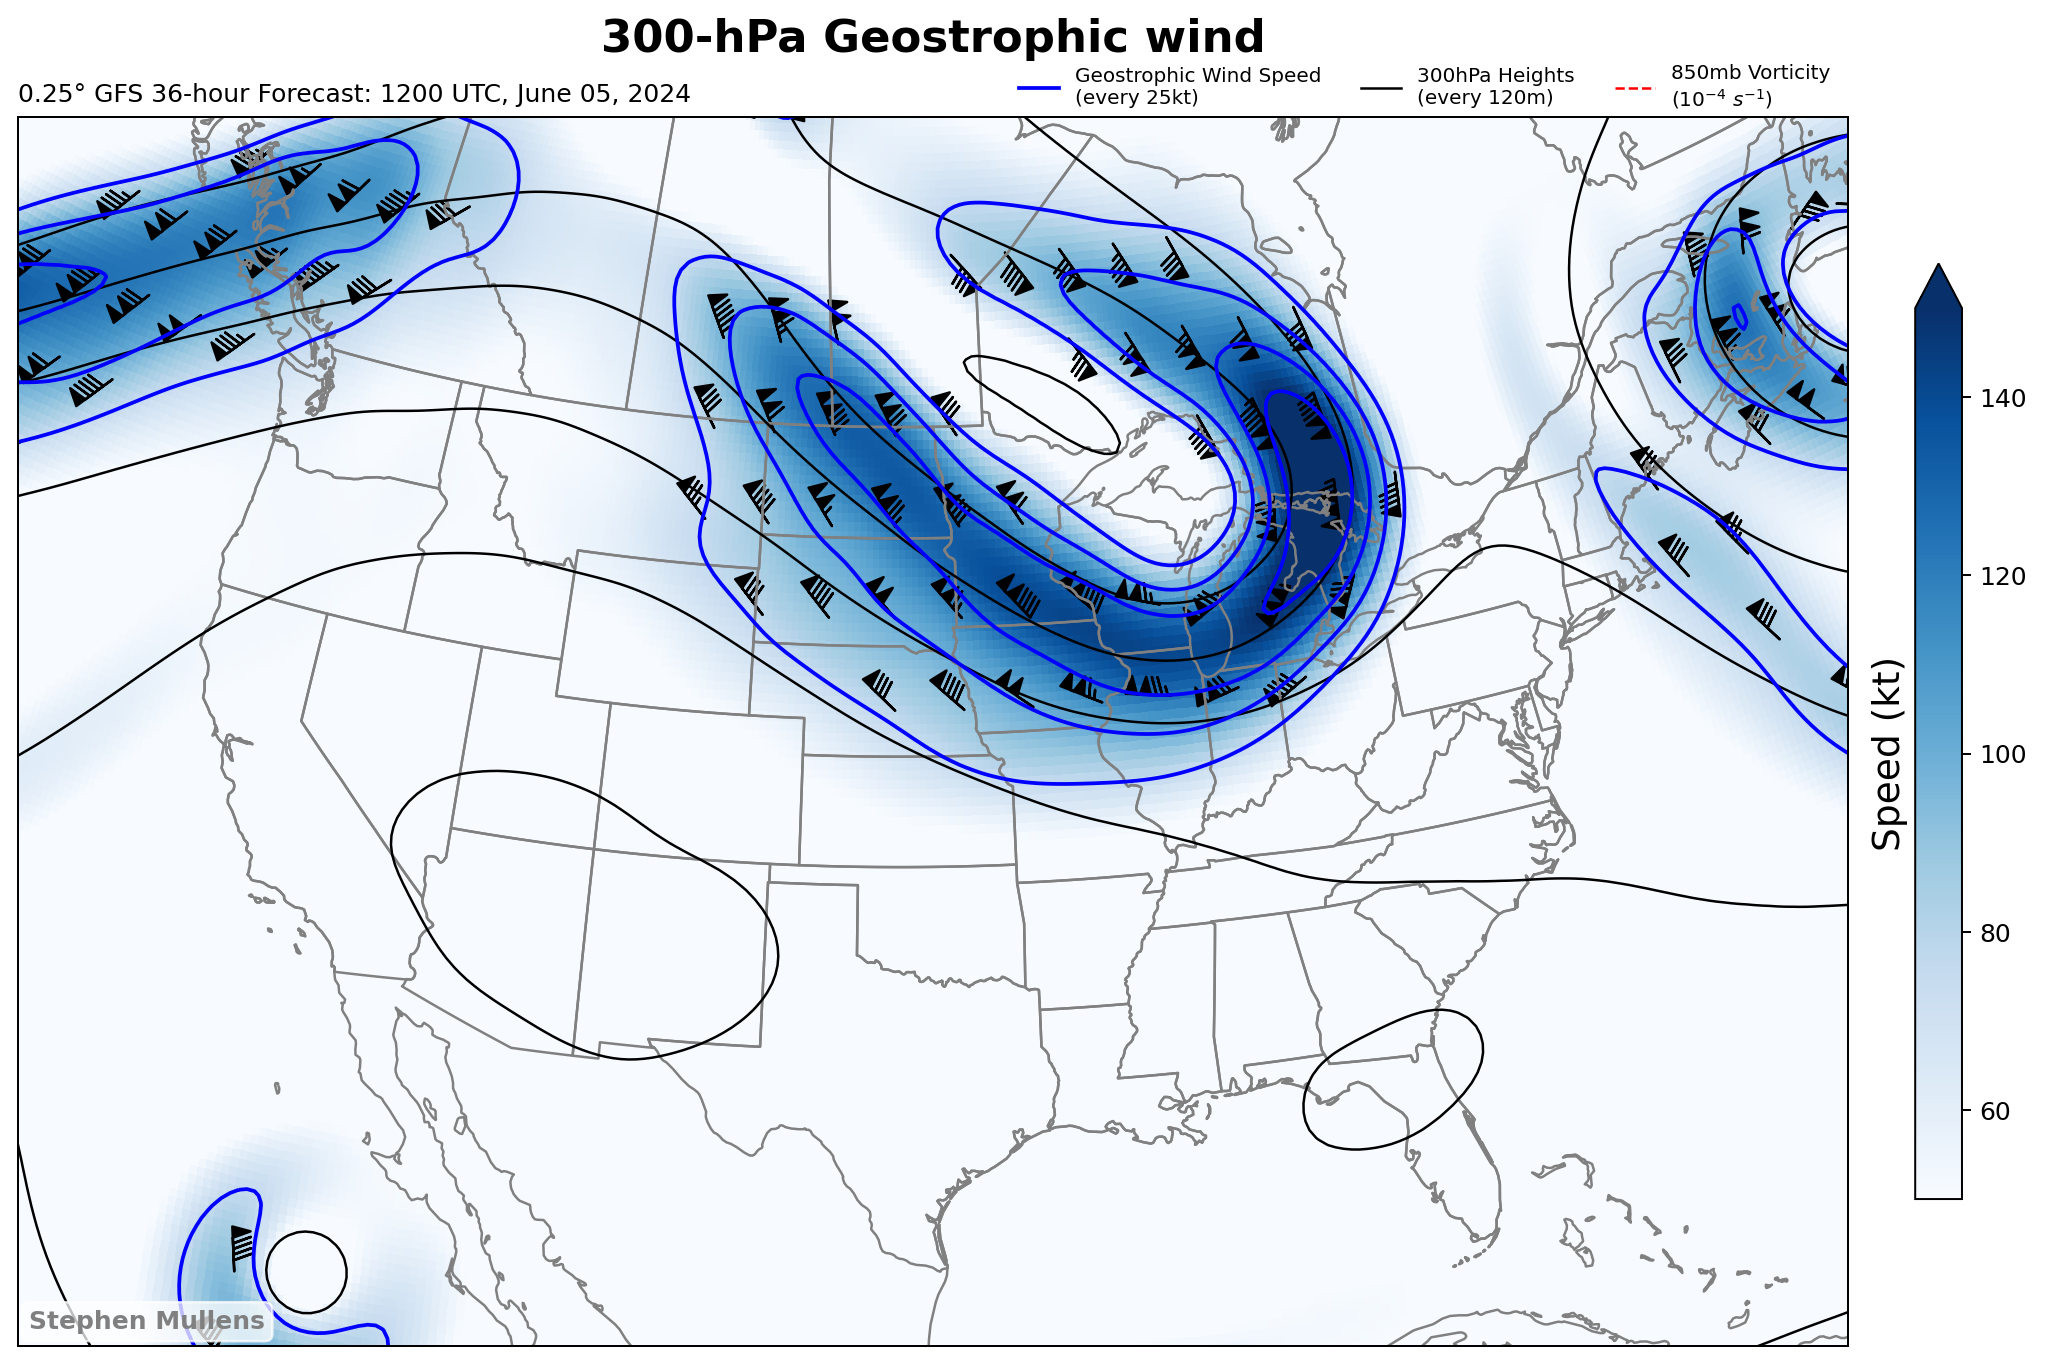 300-hPa Geostrophic wind
0.25° GFS 36-hour Forecast: 1200 UTC, June 05, 2024
Geostrophic Wind Speed
(every 25kt)
300hPa Heights
(every 120m)
850mb Vorticity
(10⁻⁴ s⁻¹)
140
120
100
80
60
Speed (kt)
Stephen Mullens